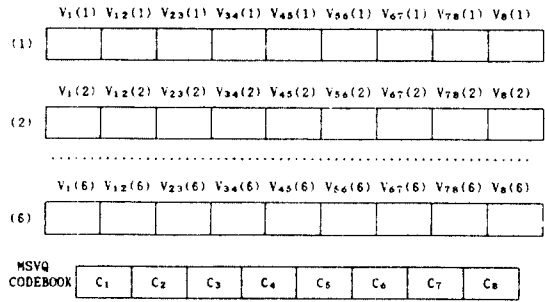 V₁(1) V₁₂(1) V₂₃(1) V₃₄(1) V₄₅(1) V₅₆(1) V₆₇(1) V₇₈(1) V₈(1)
(1)
V₁(2) V₁₂(2) V₂₃(2) V₃₄(2) V₄₅(2) V₅₆(2) V₆₇(2) V₇₈(2) V₈(2)
(2)
V₁(6) V₁₂(6) V₂₃(6) V₃₄(6) V₄₅(6) V₅₆(6) V₆₇(6) V₇₈(6) V₈(6)
(6)
MSVQ
CODEBOOK C₁ C₂ C₃ C₄ C₅ C₆ C₇ C₈